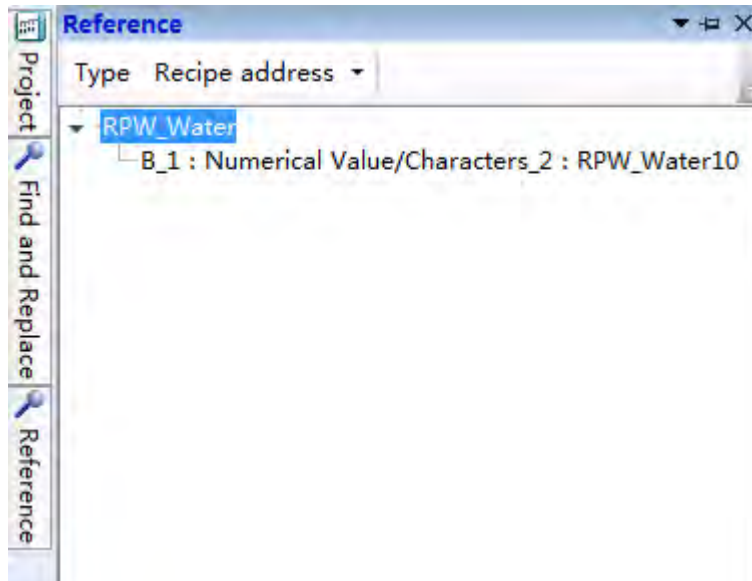 Reference
Type Recipe address
RPW_Water
B_1 : Numerical Value/Characters_2 : RPW_Water10
Project
Find and Replace
Reference